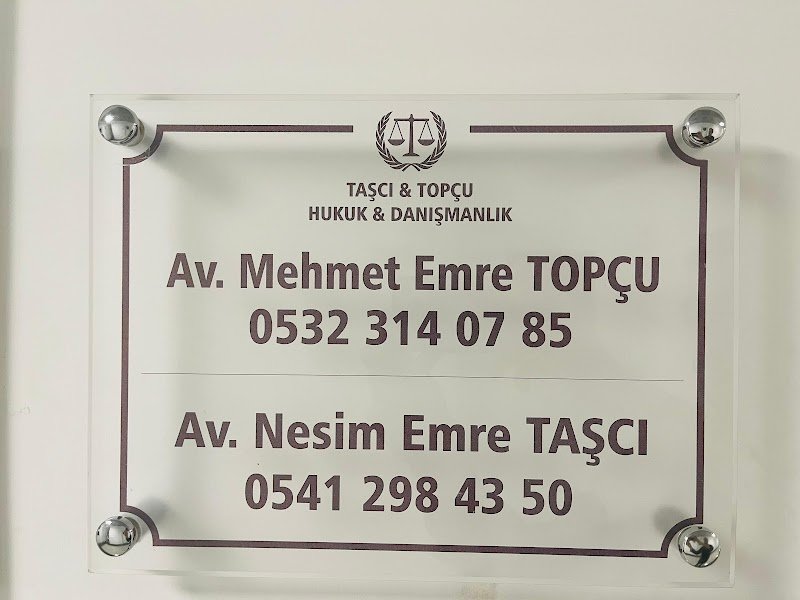 TAŞCI & TOPÇU
HUKUK & DANIŞMANLIK
Av. Mehmet Emre TOPÇU
0532 314 07 85
Av. Nesim Emre TAŞCI
0541 298 43 50